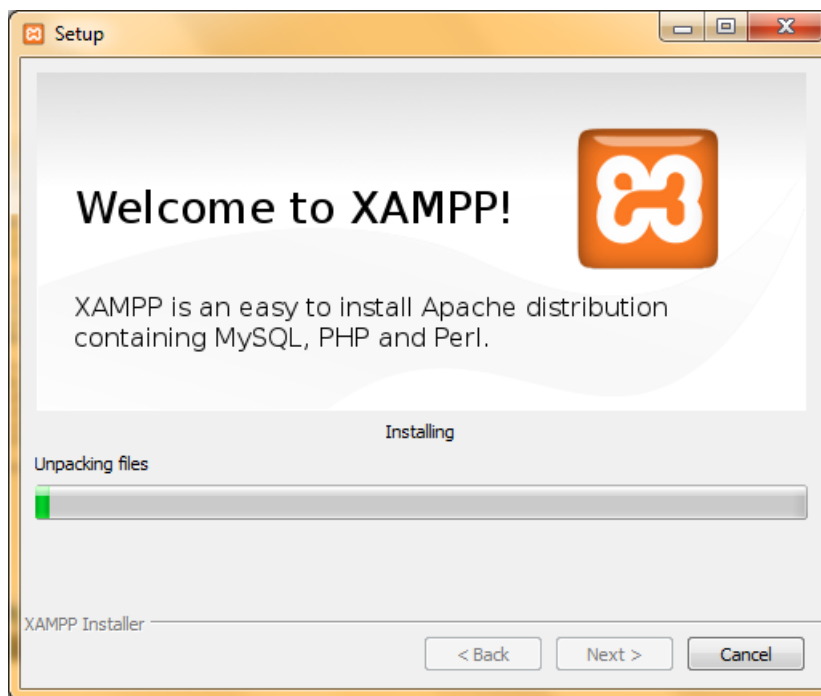 Setup
Welcome to XAMPP!
XAMPP is an easy to install Apache distribution
containing MySQL, PHP and Perl.
Installing
Unpacking files
XAMPP Installer
< Back
Next >
Cancel